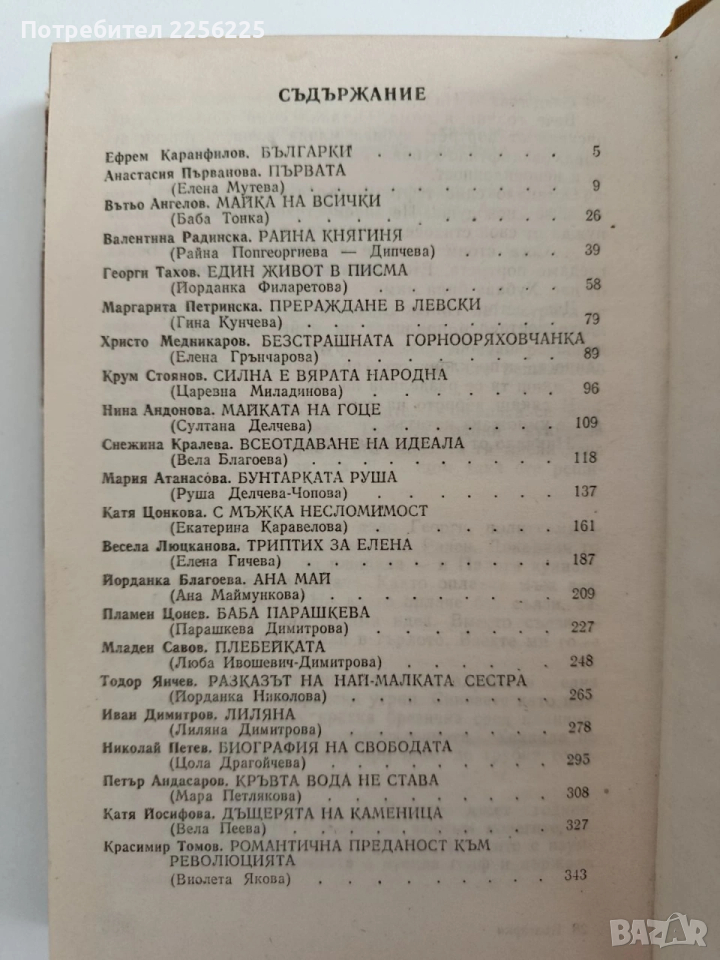 Потребител 2256225
СЪДЪРЖАНИЕ
Ефрем Каранфилов. БЪЛГАРКИ . . . . . . . 5
Анастасия Първанова. ПЪРВАТА
(Елена Мутева) . . . . . . . . . 9
Вътьо Ангелов. МАЙКА НА ВСИЧКИ
(Баба Тонка) . . . . . . . . . 26
Валентина Радинска. РАЙНА КНЯГИНЯ
(Райна Попгеоргиева — Дипчева) . . . . 39
Георги Тахов. ЕДИН ЖИВОТ В ПИСМА
(Йорданка Филаретова) . . . . . . . 58
Маргарита Петринска. ПРЕРАЖДАНЕ В ЛЕВСКИ
(Гина Кунчева) . . . . . . . . 79
Христо Медникаров. БЕЗСТРАШНАТА ГОРНООРЯХОВЧАНКА
(Елена Грънчарова) . . . . . . . . 89
Крум Стоянов. СИЛНА Е ВЯРАТА НАРОДНА
(Царевна Миладинова) . . . . . . . 96
Нина Андонова. МАЙКАТА НА ГОЦЕ
(Султана Делчева) . . . . . . . . 109
Снежина Кралева. ВСЕОТДАВАНЕ НА ИДЕАЛА
(Вела Благоева) . . . . . . . . 118
Мария Атанасова. БУНТАРКАТА РУША
(Руша Делчева-Чопова) . . . . . . . 137
Катя Цонкова. С МЪЖКА НЕСЛОМИМОСТ
(Екатерина Каравелова) . . . . . . 161
Весела Люцканова. ТРИПТИХ ЗА ЕЛЕНА
(Елена Гичева) . . . . . . . . 187
Йорданка Благоева. АНА МАЙ
(Ана Маймункова) . . . . . . . . 209
Пламен Цонев. БАБА ПАРАШКЕВА
(Парашкева Димитрова) . . . . . . 227
Младен Савов. ПЛЕБЕЙКАТА
(Люба Ивошевич-Димитрова) . . . . . 248
Тодор Янчев. РАЗКАЗЪТ НА НАЙ-МАЛКАТА СЕСТРА
(Йорданка Николова) . . . . . . . 265
Иван Димитров. ЛИЛЯНА
(Лиляна Димитрова) . . . . . . . 278
Николай Петев. БИОГРАФИЯ НА СВОБОДАТА
(Цола Драгойчева) . . . . . . . 295
Петър Андасаров. КРЪВТА ВОДА НЕ СТАВА
(Мара Петлякова) . . . . . . . . 308
Катя Йосифова. ДЪЩЕРЯТА НА КАМЕНИЦА
(Вела Пеева) . . . . . . . . . 327
Красимир Томов. РОМАНТИЧНА ПРЕДАНОСТ КЪМ
РЕВОЛЮЦИЯТА
(Виолета Якова) . . . . . . . . 343
BAZAR